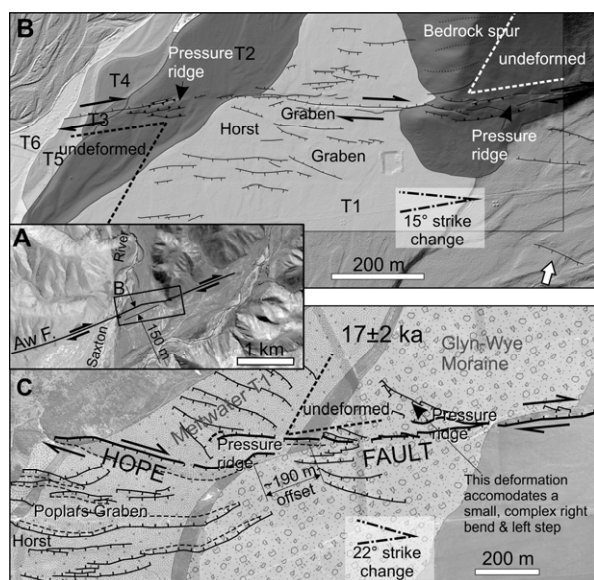 B
Bedrock spur
undeformed
Pressure
ridge
T2
T4
Graben
T3
Horst
Pressure
ridge
T6
T5
undeformed
Graben
T1
15° strike
change
200 m
A
River
B
Aw F.
Saxton
150 m
1 km
C
17±2 ka
Glyn-Wye
Moraine
Meltwater T-1
undeformed
Pressure
ridge
Pressure
ridge
HOPE
FAULT
~190 m
offset
This deformation
accomodates a
small, complex right
bend & left step
Poplars Graben
Horst
22° strike
change
200 m